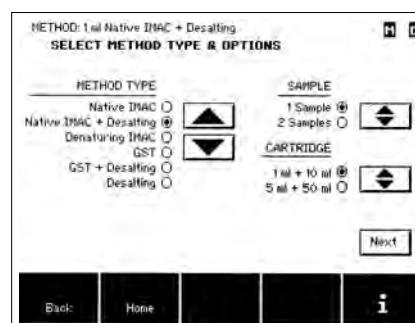 METHOD: 1 ml Native IMAC + Desalting
M
SELECT METHOD TYPE & OPTIONS
METHOD TYPE
Native IMAC
Native IMAC + Desalting
Denaturing IMAC
GST
GST + Desalting
Desalting
SAMPLE
1 Sample
2 Samples
CARTRIDGE
1 ml + 10 ml
5 ml + 50 ml
Next
Back
Home
i